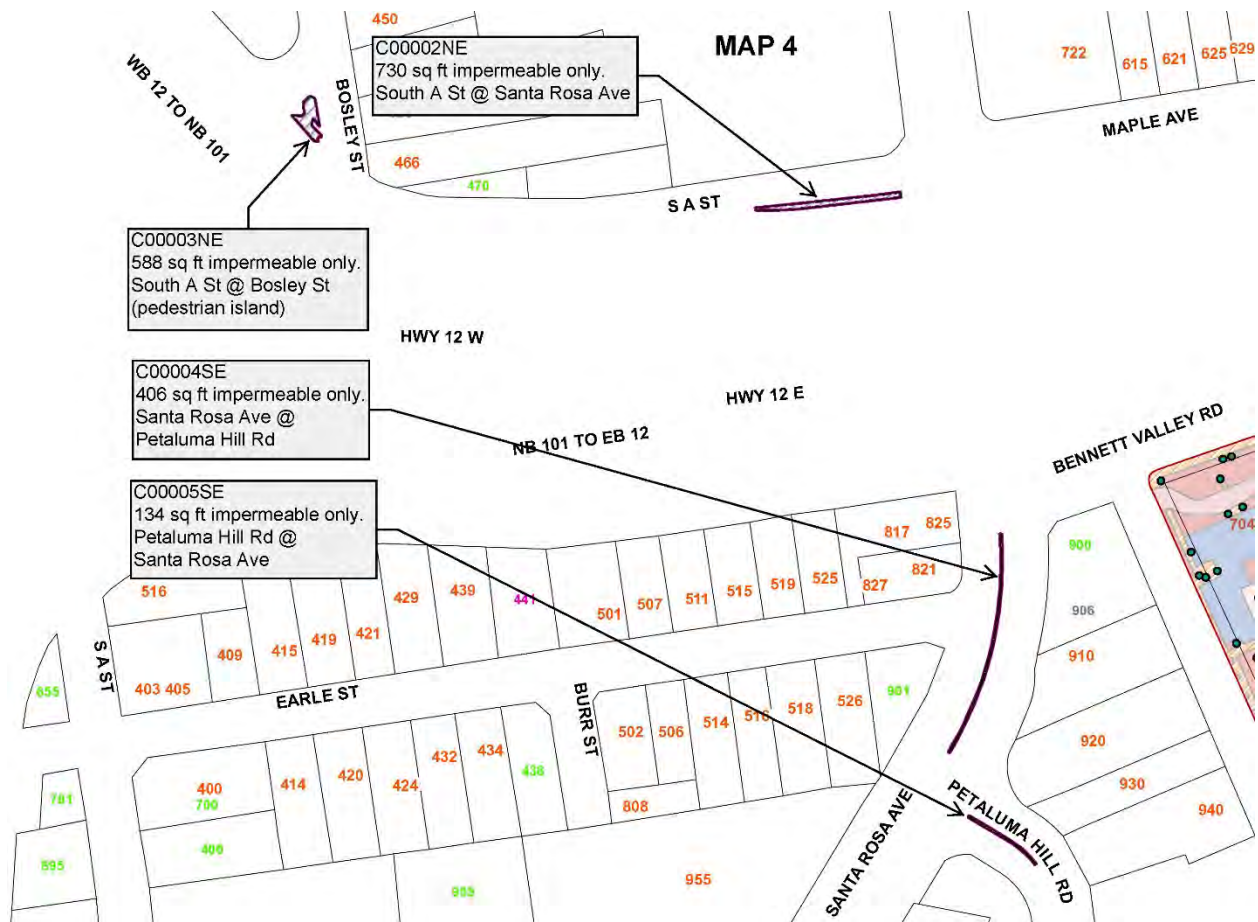 450
C00002NE
730 sq ft impermeable only.
South A St @ Santa Rosa Ave
MAP 4
722
615
621
625
629
MAPLE AVE
WB 12 TO NB 101
BOSLEY ST
466
470
S A ST
C00003NE
588 sq ft impermeable only.
South A St @ Bosley St
(pedestrian island)
HWY 12 W
C00004SE
406 sq ft impermeable only.
Santa Rosa Ave @
Petaluma Hill Rd
HWY 12 E
NB 101 TO EB 12
BENNETT VALLEY RD
C00005SE
134 sq ft impermeable only.
Petaluma Hill Rd @
Santa Rosa Ave
704
817
825
821
827
900
906
910
920
930
940
516
409
403 405
415
419
421
429
439
441
501
507
511
515
519
525
S A ST
EARLE ST
BURR ST
502
506
514
516
518
526
901
808
400
700
414
420
424
432
434
438
400
955
SANTA ROSA AVE
PETALUMA HILL RD